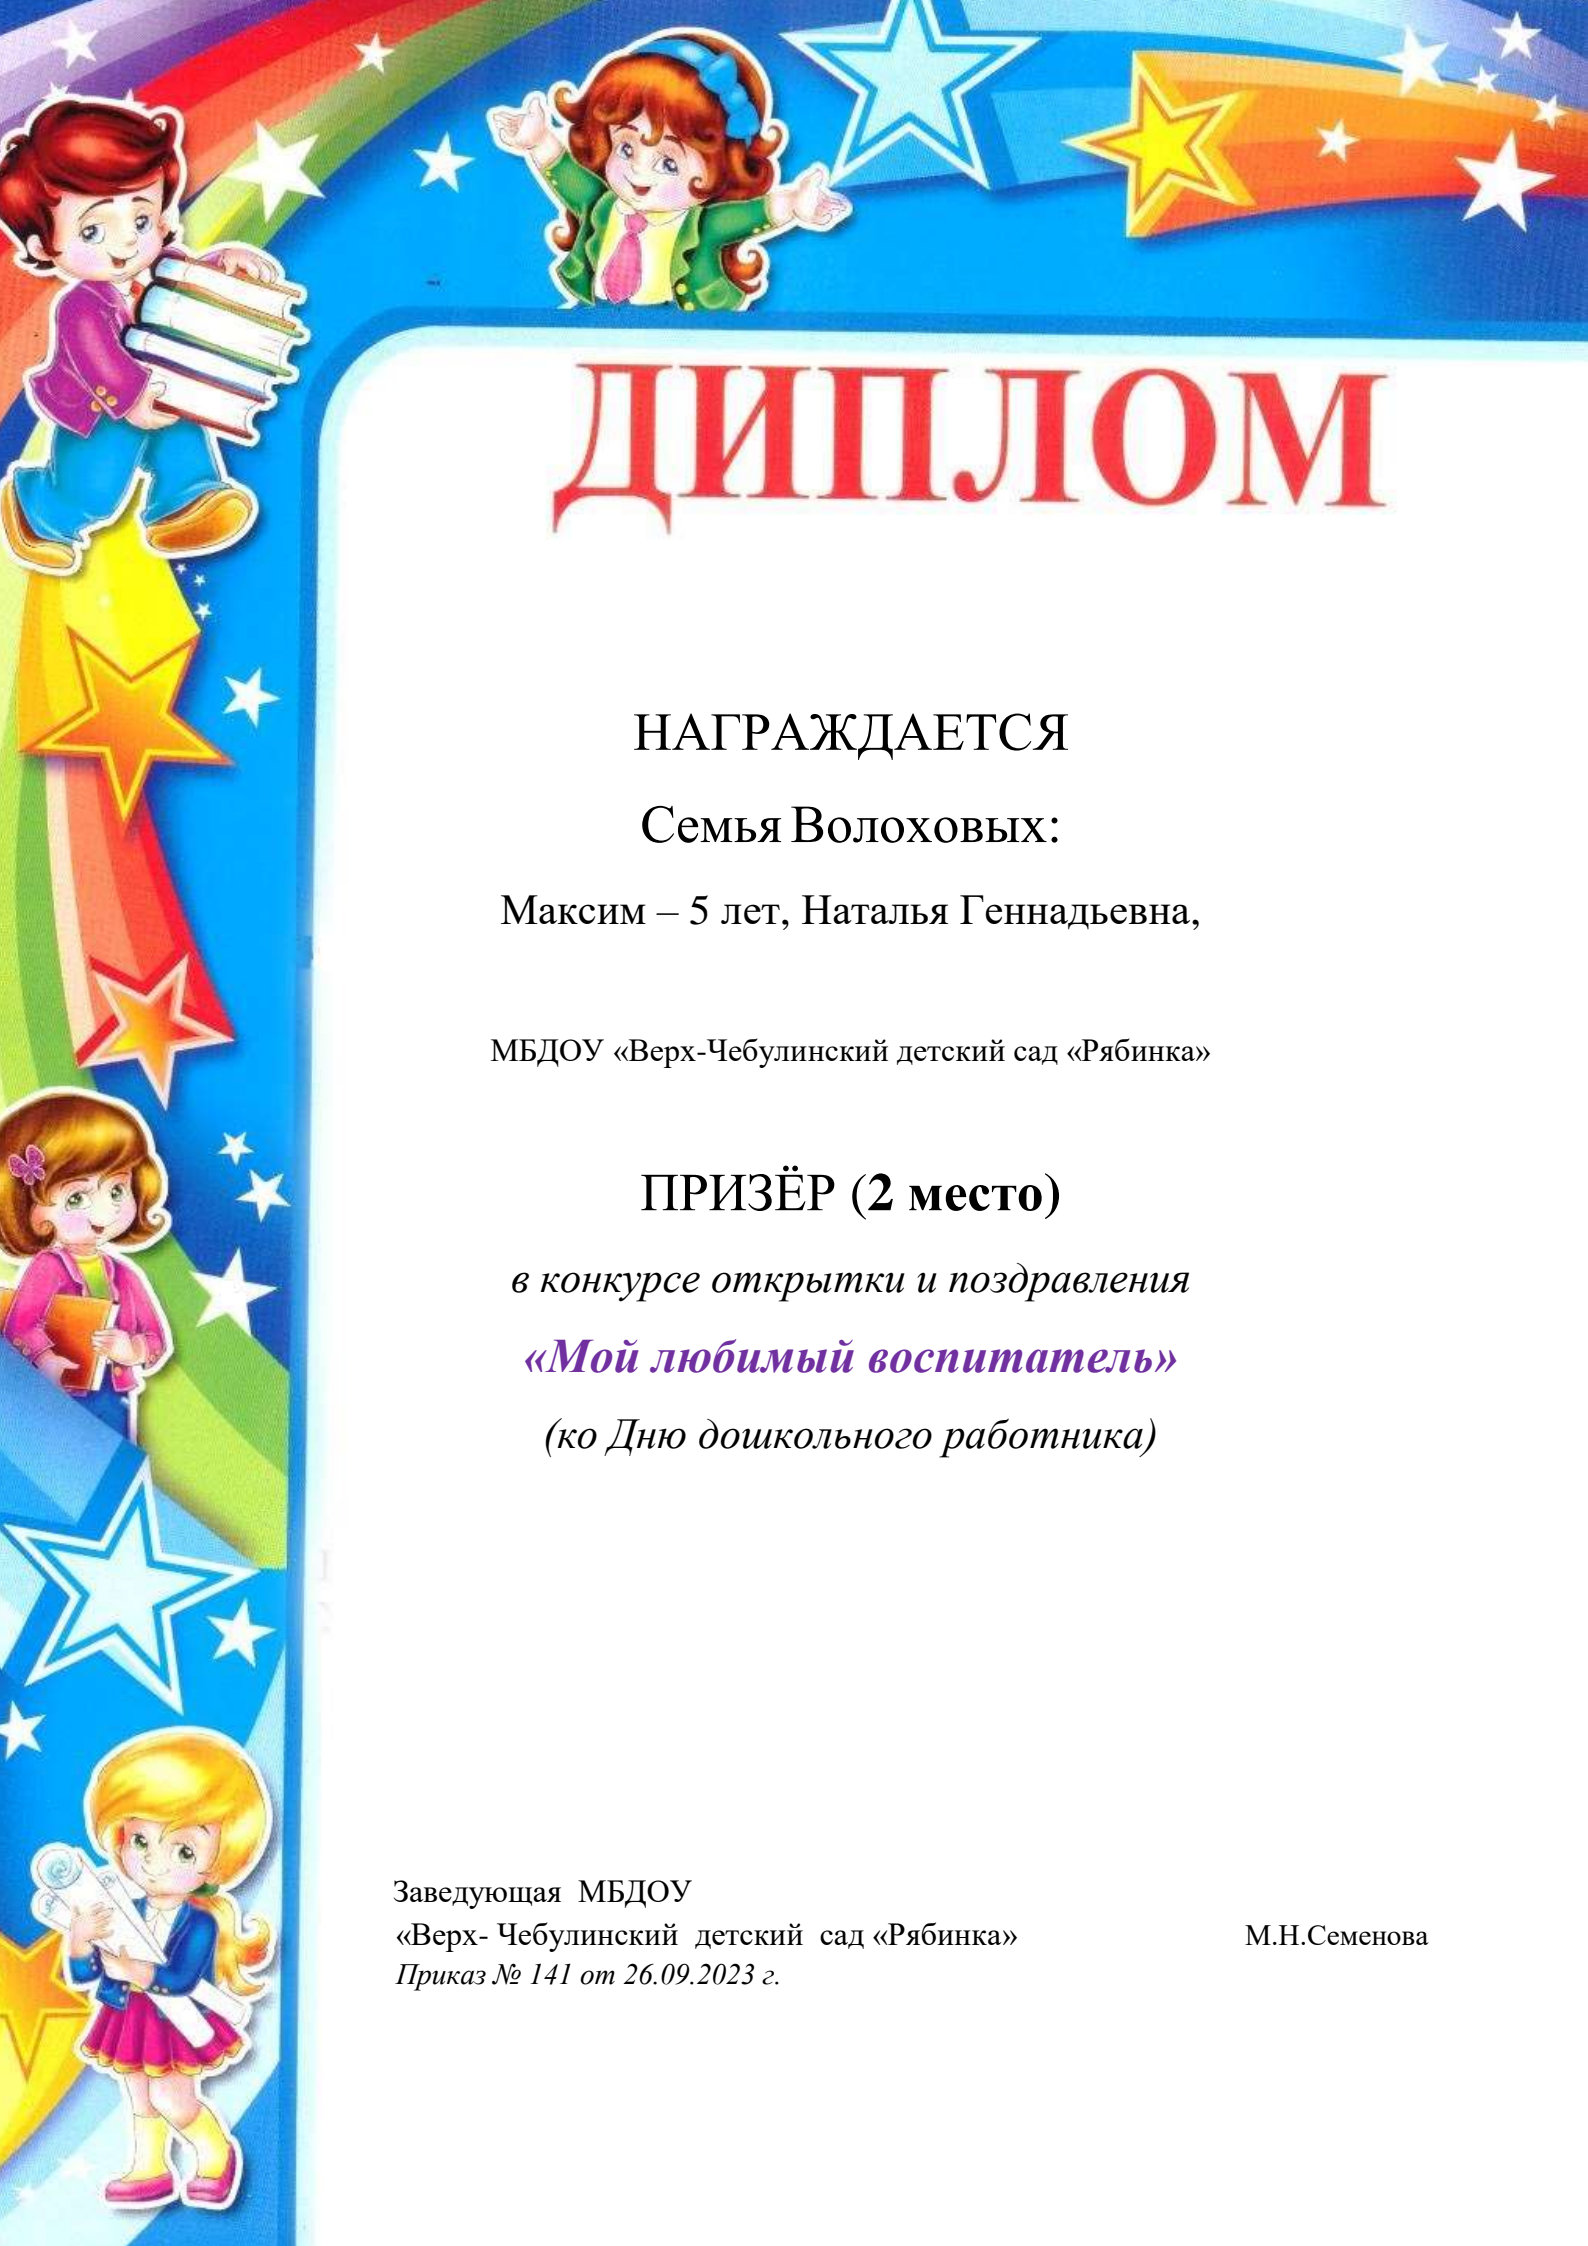 ДИПЛОМ
НАГРАЖДАЕТСЯ
Семья Волоховых:
Максим – 5 лет, Наталья Геннадьевна,
МБДОУ «Верх-Чебулинский детский сад «Рябинка»
ПРИЗЁР (2 место)
в конкурсе открытки и поздравления
«Мой любимый воспитатель»
(ко Дню дошкольного работника)
Заведующая МБДОУ
«Верх- Чебулинский детский сад «Рябинка» М.Н.Семенова
Приказ № 141 от 26.09.2023 г.